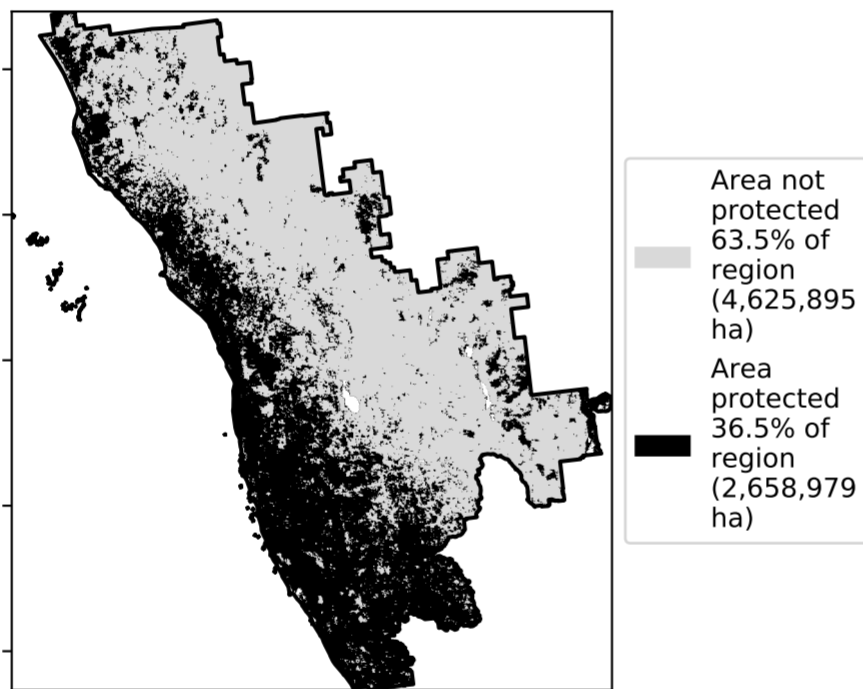 Area not
protected
63.5% of
region
(4,625,895
ha)
Area
protected
36.5% of
region
(2,658,979
ha)